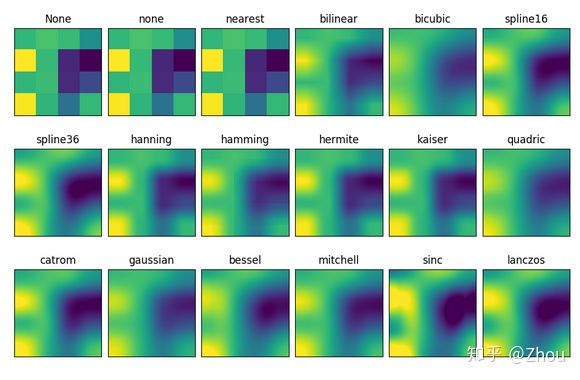 None none nearest bilinear bicubic spline16
spline36 hanning hamming hermite kaiser quadric
catrom gaussian bessel mitchell sinc lanczos
知乎 @Zhou